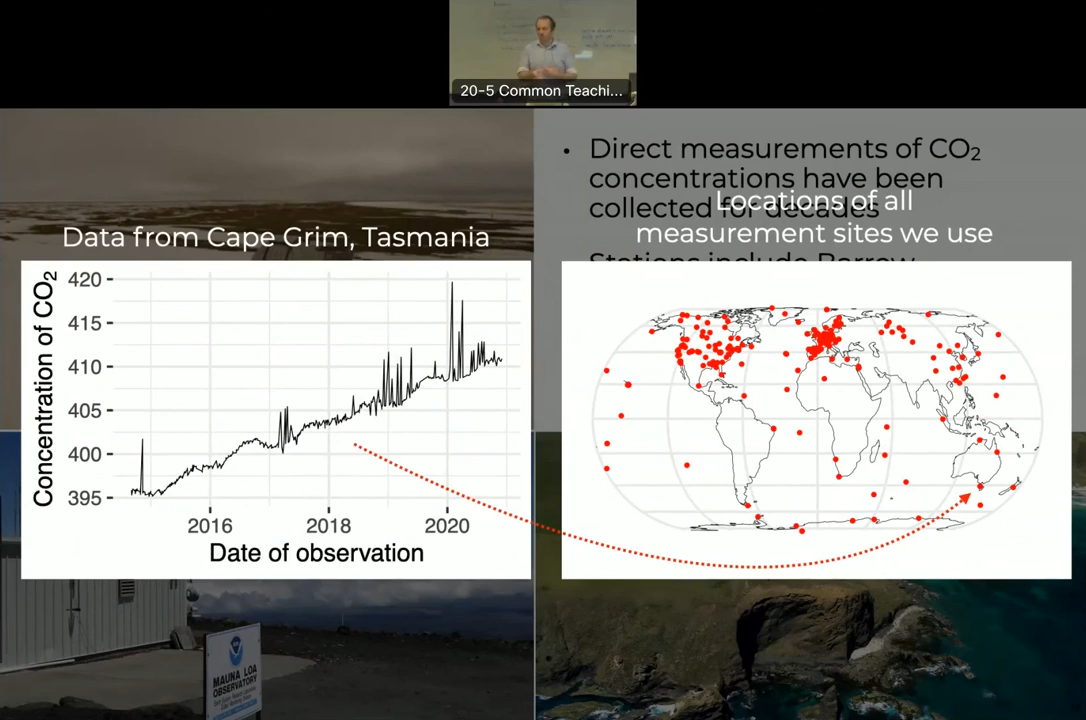 20-5 Common Teachi...
Data from Cape Grim, Tasmania
Concentration of CO₂
420
415
410
405
400
395
2016
2018
2020
Date of observation
• Direct measurements of CO₂
concentrations have been
collected for decades
Stations include Barrow
Locations of all
measurement sites we use
MAUNA LOA
OBSERVATORY